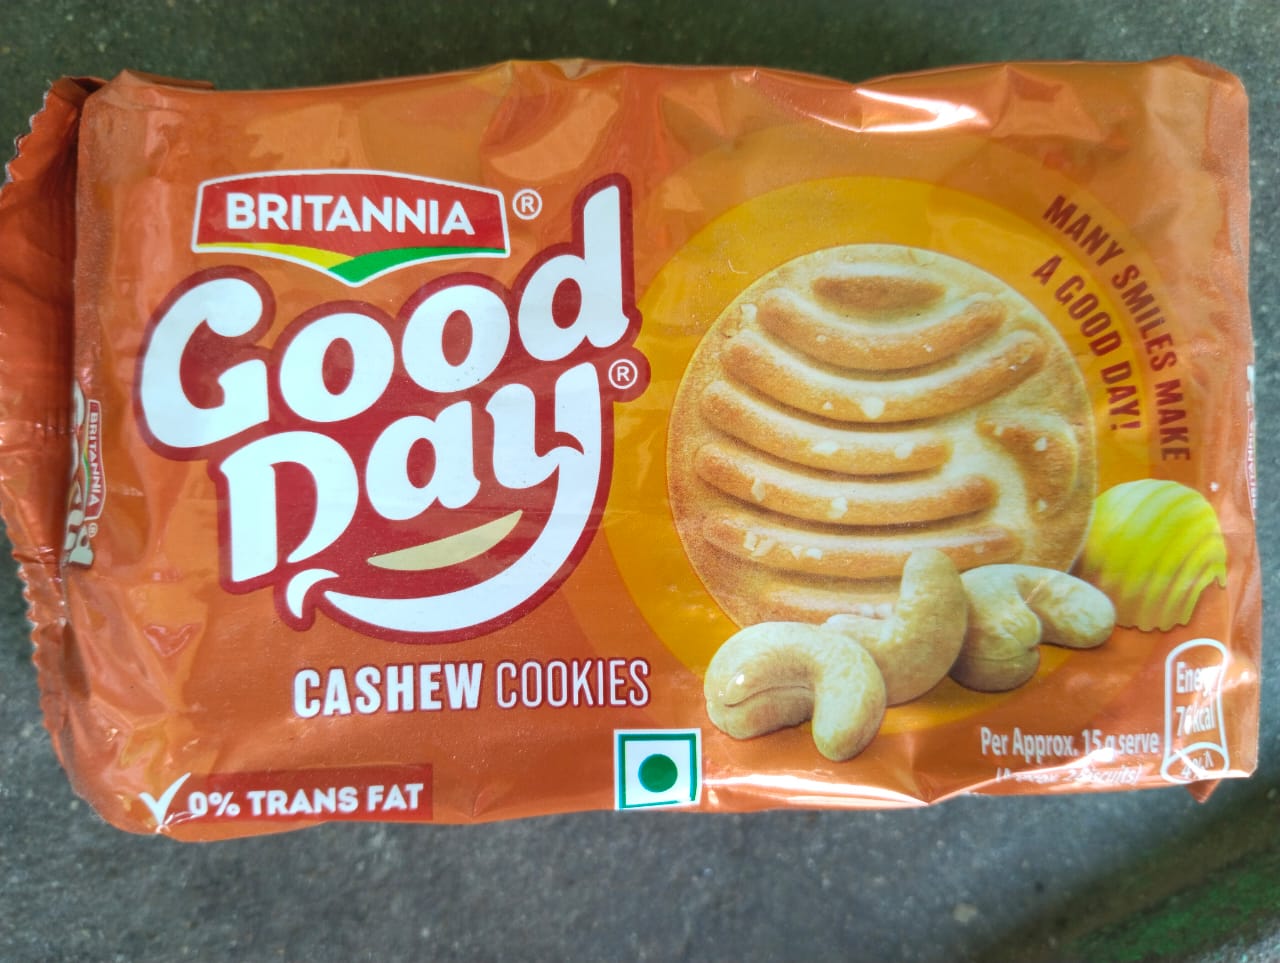 BRITANNIA ®
Good
Day ®
CASHEW COOKIES
0% TRANS FAT
MANY SMILES MAKE
A GOOD DAY!
Per Approx. 15 g serve
Energy
BRITANNIA ®
BRITANNIA